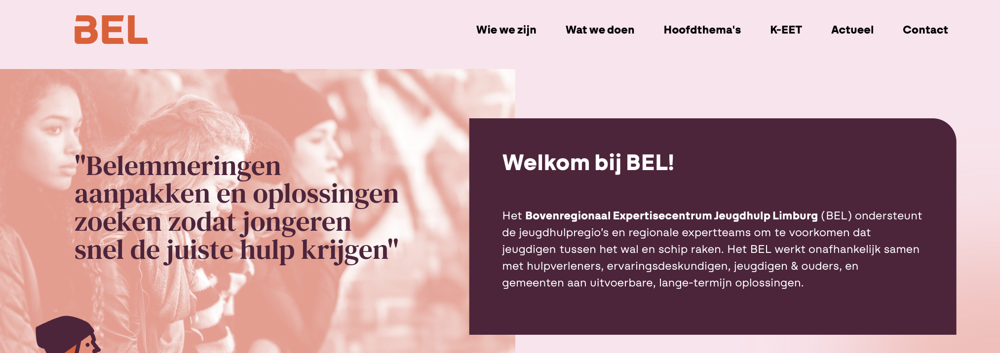 BEL
Wie we zijn
Wat we doen
Hoofdthema's
K-EET
Actueel
Contact
"Belemmeringen
aanpakken en oplossingen
zoeken zodat jongeren
snel de juiste hulp krijgen"
Welkom bij BEL!
Het Bovenregionaal Expertisecentrum Jeugdhulp Limburg (BEL) ondersteunt
de jeugdhulpregio’s en regionale expertteams om te voorkomen dat
jeugdigen tussen het wal en schip raken. Het BEL werkt onafhankelijk samen
met hulpverleners, ervaringsdeskundigen, jeugdigen & ouders, en
gemeenten aan uitvoerbare, lange-termijn oplossingen.